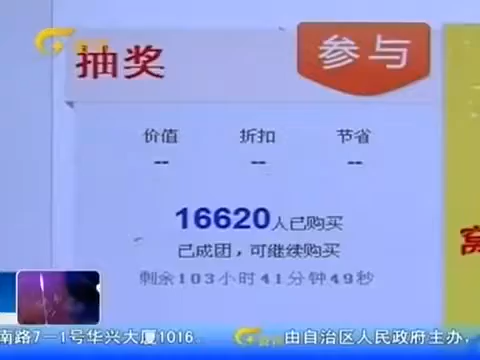 抽奖
参与
价值 折扣 节省
-- -- --
16620人已购买
已成团，可继续购买
剩余103小时41分钟49秒
窝
南路7-1号华兴大厦1016.
由自治区人民政府主办，